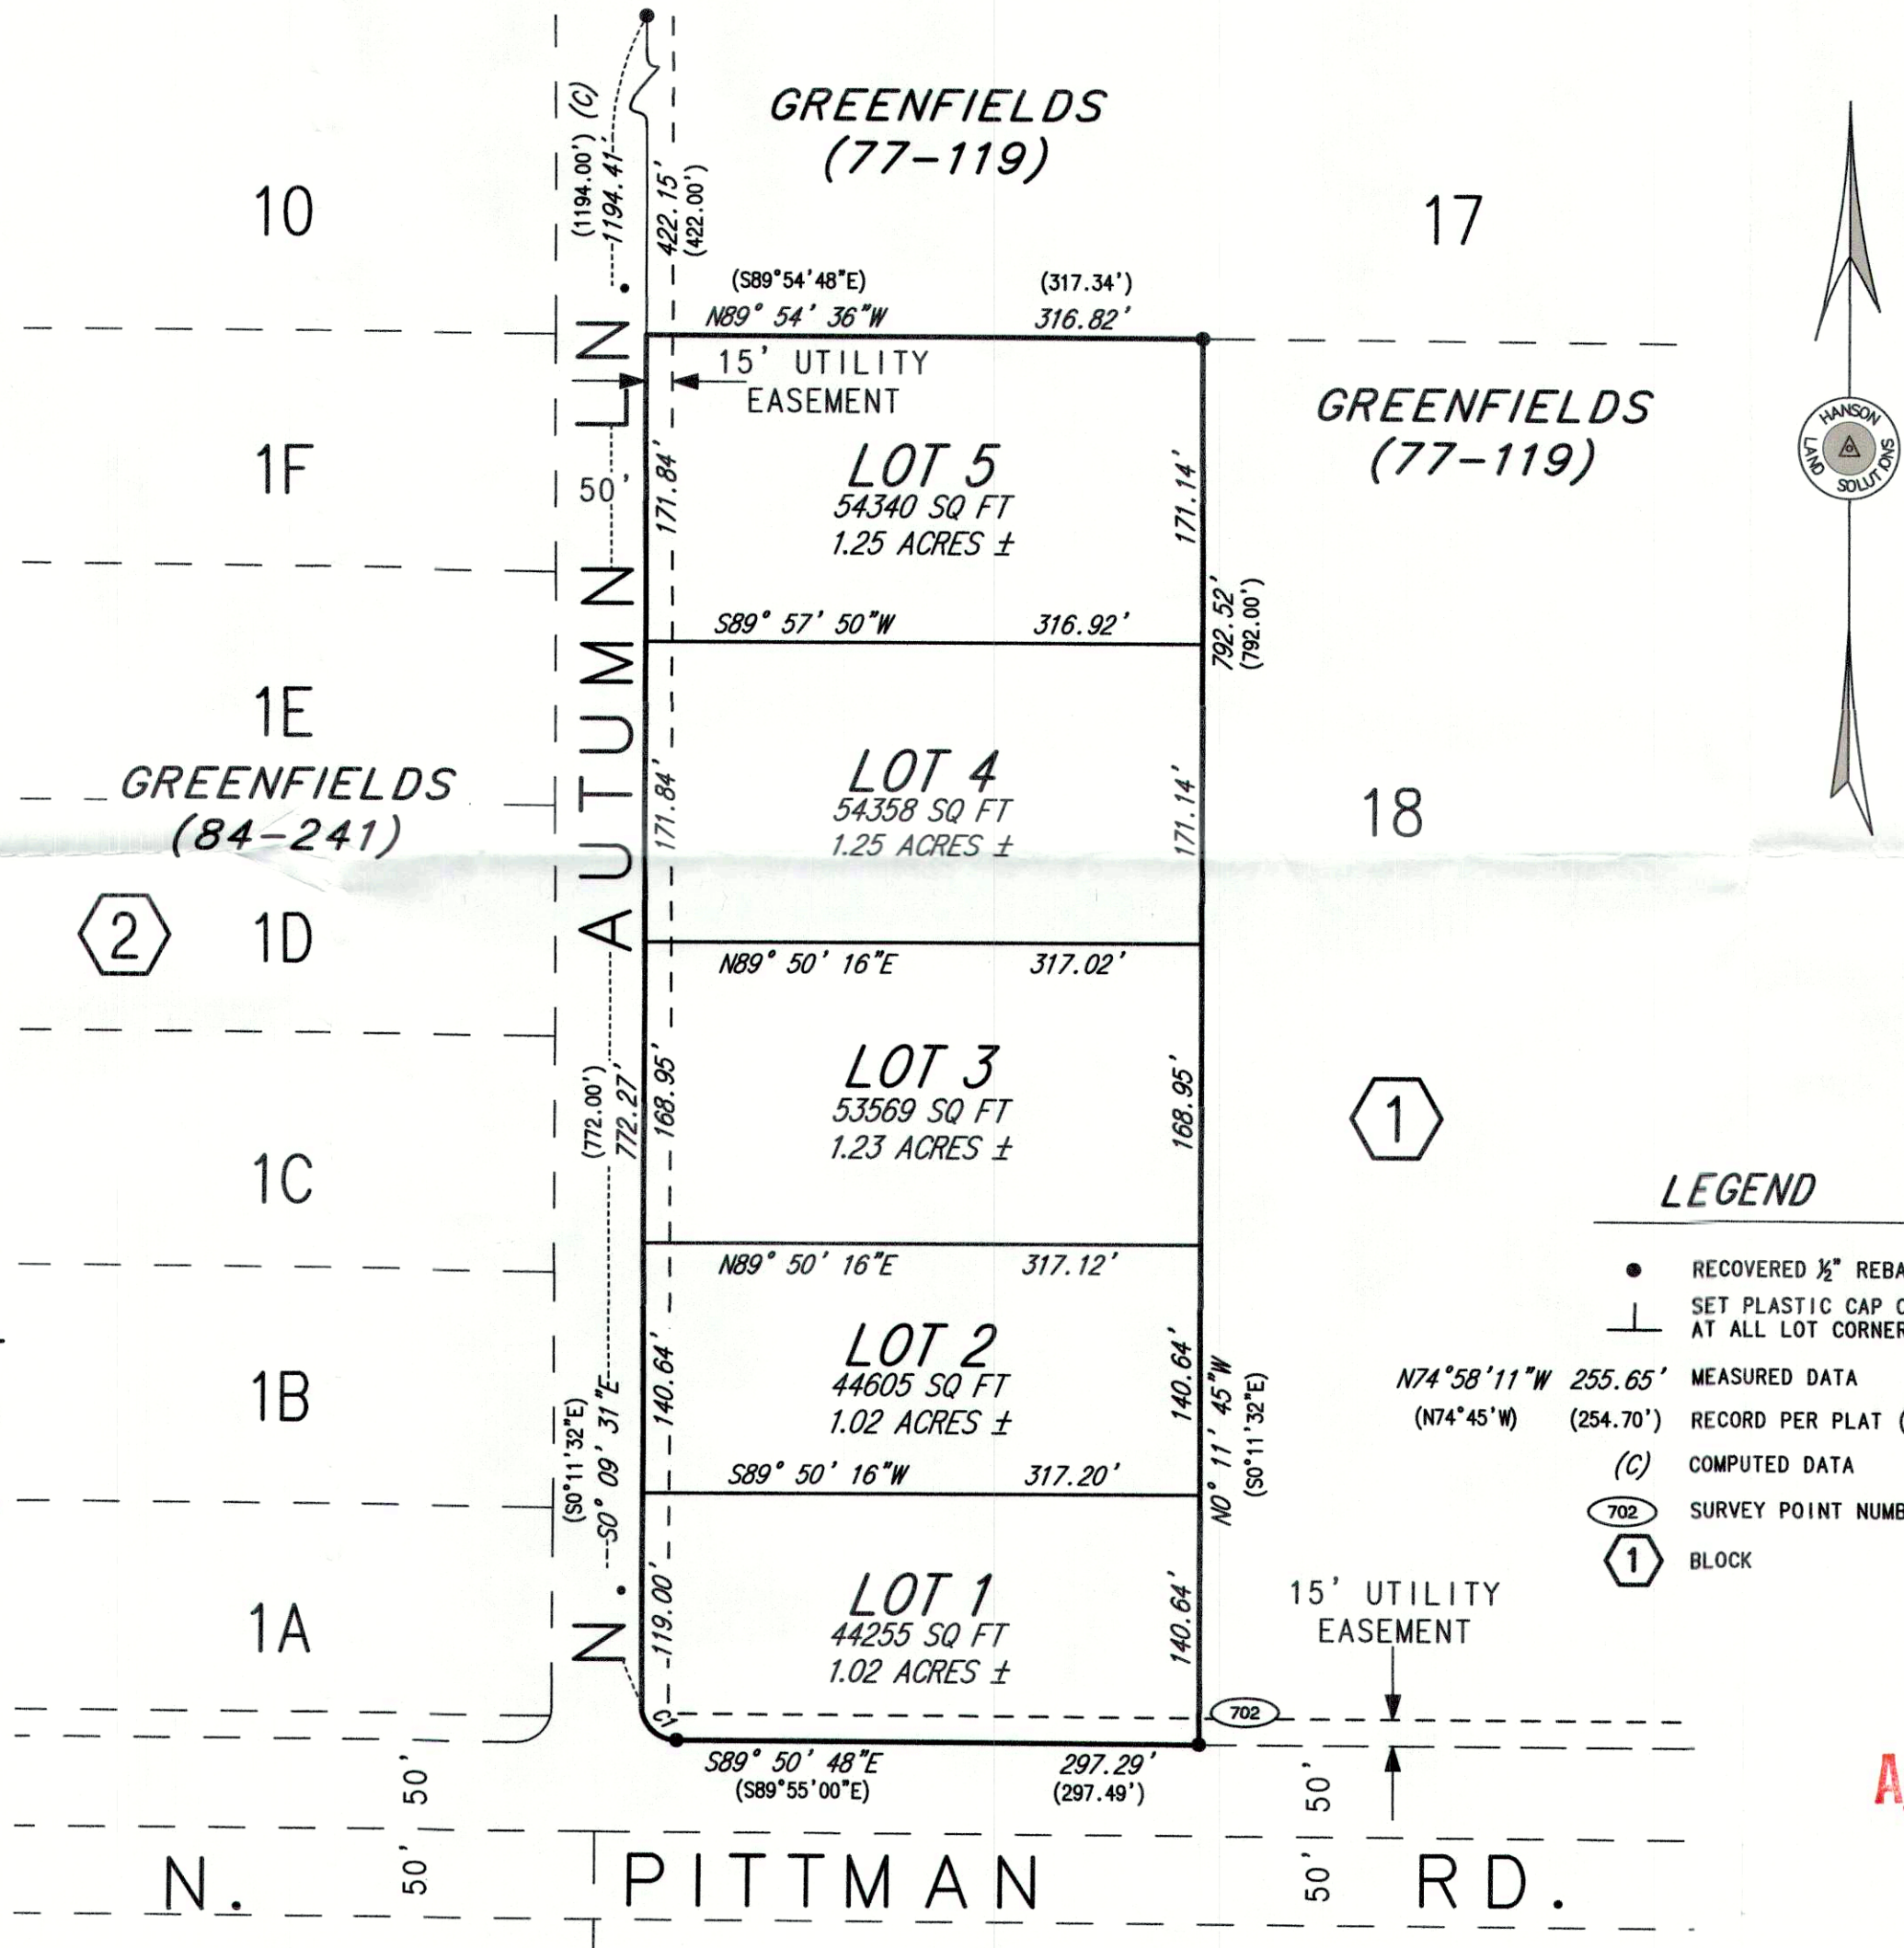 GREENFIELDS
(77-119)
(1194.00') (C)
1194.41'
422.15'
(422.00')
10
17
(S89°54'48"E) (317.34')
N89° 54' 36"W 316.82'
15' UTILITY
EASEMENT
GREENFIELDS
(77-119)
HANSON
LAND
SOLUTIONS
1F
50'
171.84'
LOT 5
54340 SQ FT
1.25 ACRES ±
171.14'
S89° 57' 50"W 316.92'
792.52'
(792.00')
1E
GREENFIELDS
(84-241)
N. AUTUMN LN.
171.84'
LOT 4
54358 SQ FT
1.25 ACRES ±
171.14'
18
2
1D
N89° 50' 16"E 317.02'
(772.00')
772.27'
168.95'
LOT 3
53569 SQ FT
1.23 ACRES ±
168.95'
1
1C
N89° 50' 16"E 317.12'
LEGEND
RECOVERED ½" REBA
SET PLASTIC CAP O
AT ALL LOT CORNER
N74°58'11"W 255.65' MEASURED DATA
(N74°45'W) (254.70') RECORD PER PLAT (
(C) COMPUTED DATA
702 SURVEY POINT NUMB
1 BLOCK
1B
(S0°11'32"E)
S0° 09' 31"E
140.64'
LOT 2
44605 SQ FT
1.02 ACRES ±
140.64'
N0° 11' 45"W
(S0°11'32"E)
S89° 50' 16"W 317.20'
1A
119.00'
LOT 1
44255 SQ FT
1.02 ACRES ±
140.64'
15' UTILITY
EASEMENT
C1
702
S89° 50' 48"E 297.29'
(S89°55'00"E) (297.49')
50'
50'
50'
50'
N. PITTMAN RD.
A